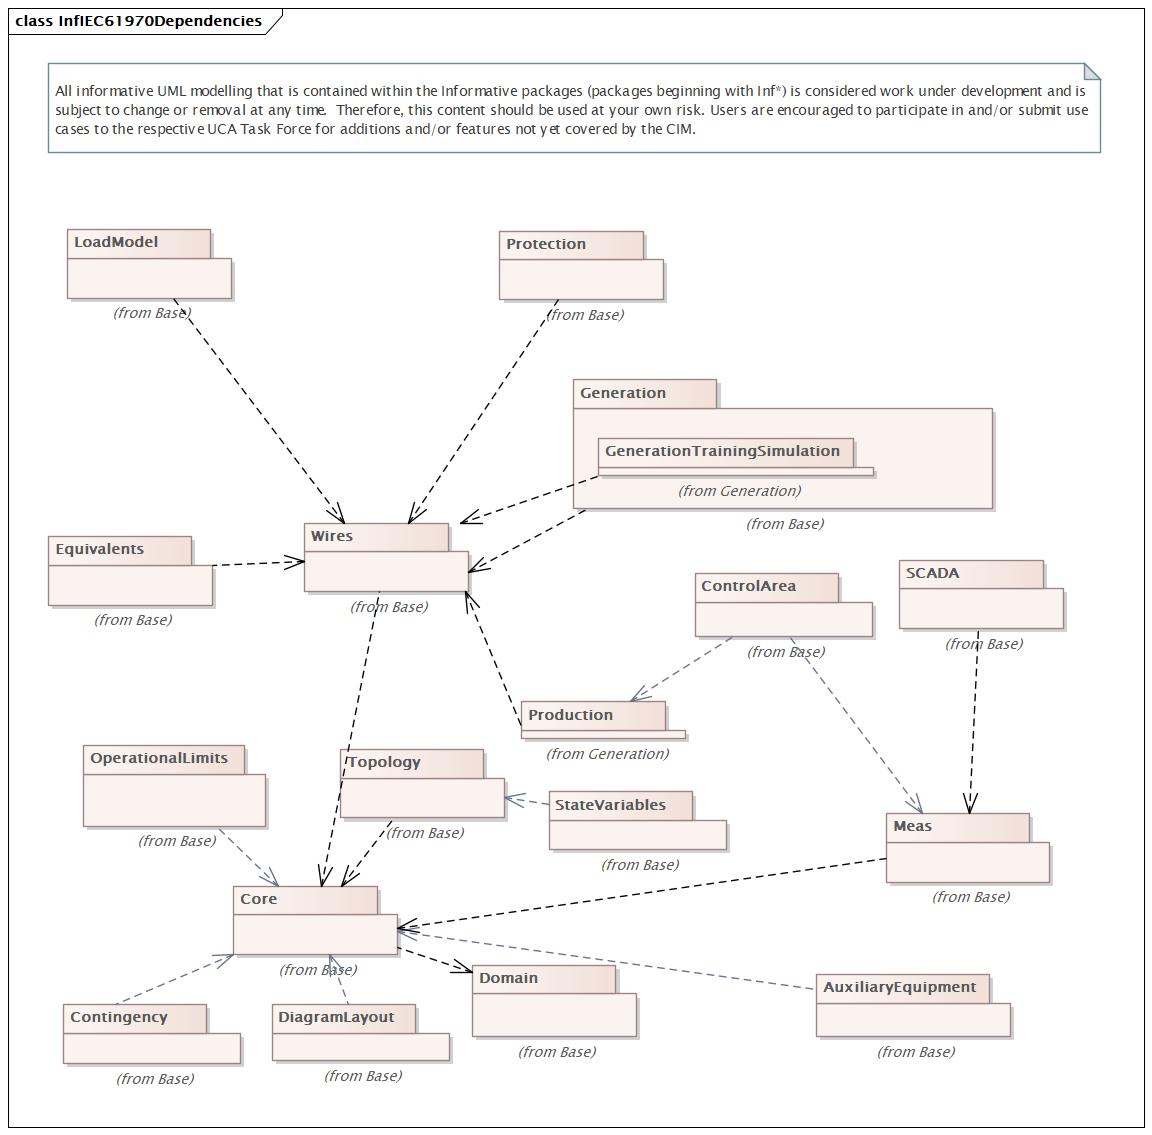 class InfIEC61970Dependencies
All informative UML modelling that is contained within the Informative packages (packages beginning with Inf*) is considered work under development and is
subject to change or removal at any time.  Therefore, this content should be used at your own risk. Users are encouraged to participate in and/or submit use
cases to the respective UCA Task Force for additions and/or features not yet covered by the CIM.
LoadModel
(from Base)
Protection
(from Base)
Generation
GenerationTrainingSimulation
(from Generation)
(from Base)
Wires
(from Base)
Equivalents
(from Base)
ControlArea
(from Base)
SCADA
(from Base)
Production
(from Generation)
OperationalLimits
(from Base)
Topology
(from Base)
StateVariables
(from Base)
Meas
(from Base)
Core
(from Base)
Domain
(from Base)
AuxiliaryEquipment
(from Base)
Contingency
(from Base)
DiagramLayout
(from Base)